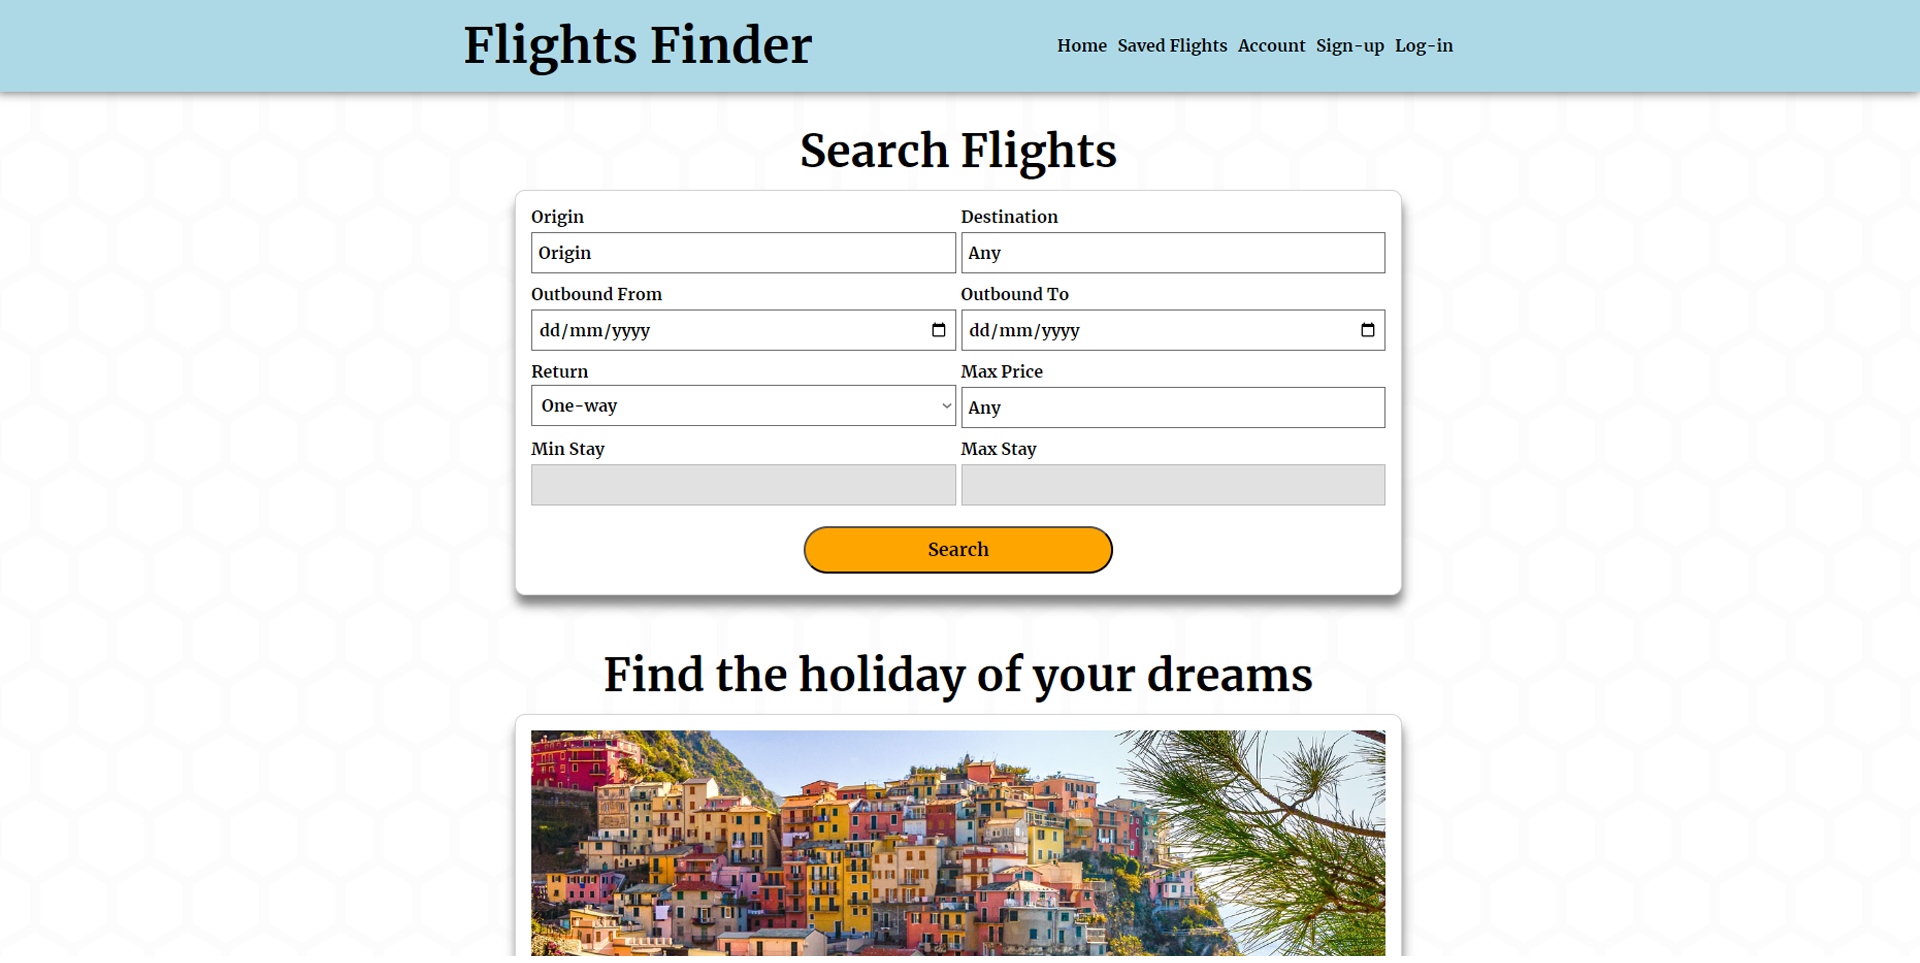 Flights Finder
Home Saved Flights Account Sign-up Log-in
Search Flights
Origin Destination
Origin Any
Outbound From Outbound To
dd/mm/yyyy dd/mm/yyyy
Return Max Price
One-way Any
Min Stay Max Stay
Search
Find the holiday of your dreams